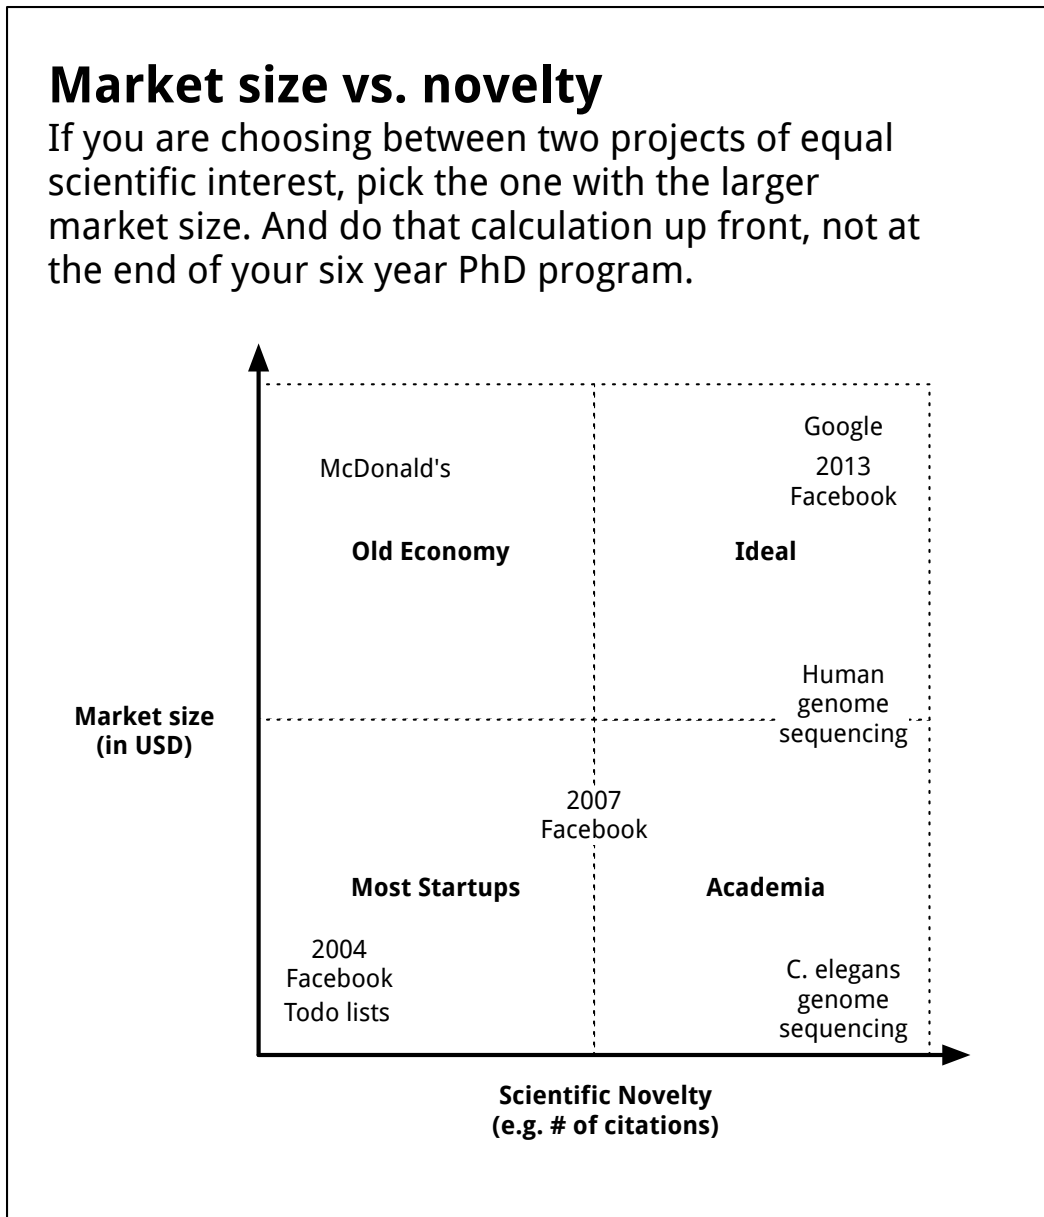 Market size vs. novelty
If you are choosing between two projects of equal
scientific interest, pick the one with the larger
market size. And do that calculation up front, not at
the end of your six year PhD program.
Google
McDonald's
2013
Facebook
Old Economy
Ideal
Human
genome
sequencing
Market size
(in USD)
2007
Facebook
Most Startups
Academia
2004
Facebook
Todo lists
C. elegans
genome
sequencing
Scientific Novelty
(e.g. # of citations)